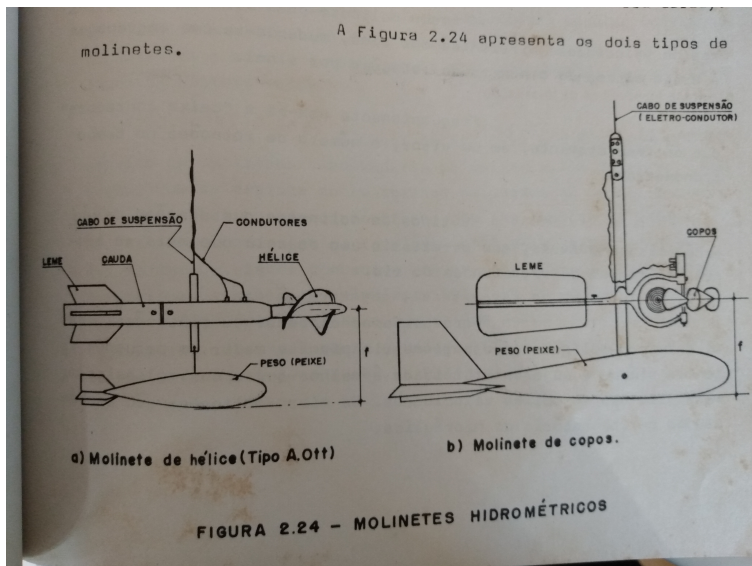 A Figura 2.24 apresenta os dois tipos de
molinetes.
CABO DE SUSPENSÃO
CONDUTORES
LEME
CAUDA
HÉLICE
PESO (PEIXE)
f
a) Molinete de hélice (Tipo A.Ott)
CABO DE SUSPENSÃO
(ELETRO-CONDUTOR)
COPOS
LEME
PESO (PEIXE)
f
b) Molinete de copos.
FIGURA 2.24 - MOLINETES HIDROMÉTRICOS